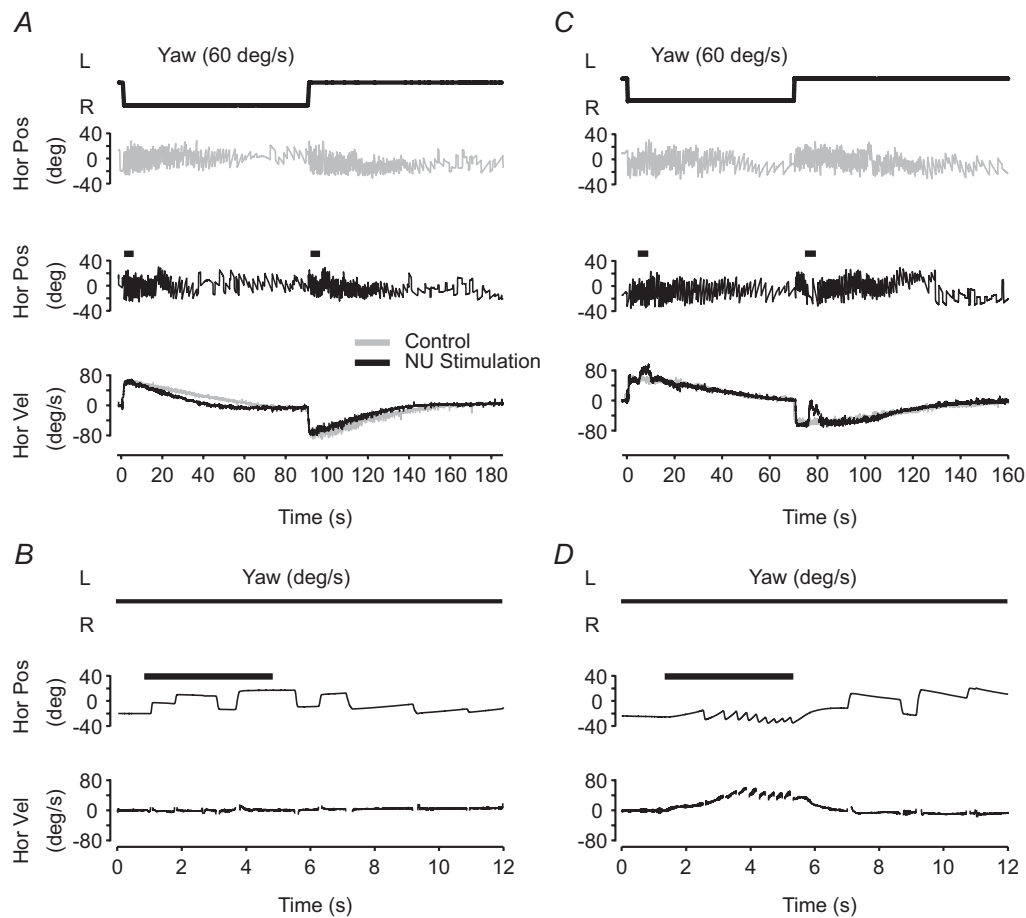 A
L
Yaw (60 deg/s)
R
Hor Pos
(deg)
40
0
-40
Hor Pos
(deg)
40
0
-40
Control
NU Stimulation
Hor Vel
(deg/s)
80
0
-80
0 20 40 60 80 100 120 140 160 180
Time (s)
C
L
Yaw (60 deg/s)
R
40
0
-40
40
0
-40
80
0
-80
0 20 40 60 80 100 120 140 160
Time (s)
B
L
Yaw (deg/s)
R
Hor Pos
(deg)
40
0
-40
Hor Vel
(deg/s)
80
0
-80
0 2 4 6 8 10 12
Time (s)
D
L
Yaw (deg/s)
R
40
0
-40
80
0
-80
0 2 4 6 8 10 12
Time (s)